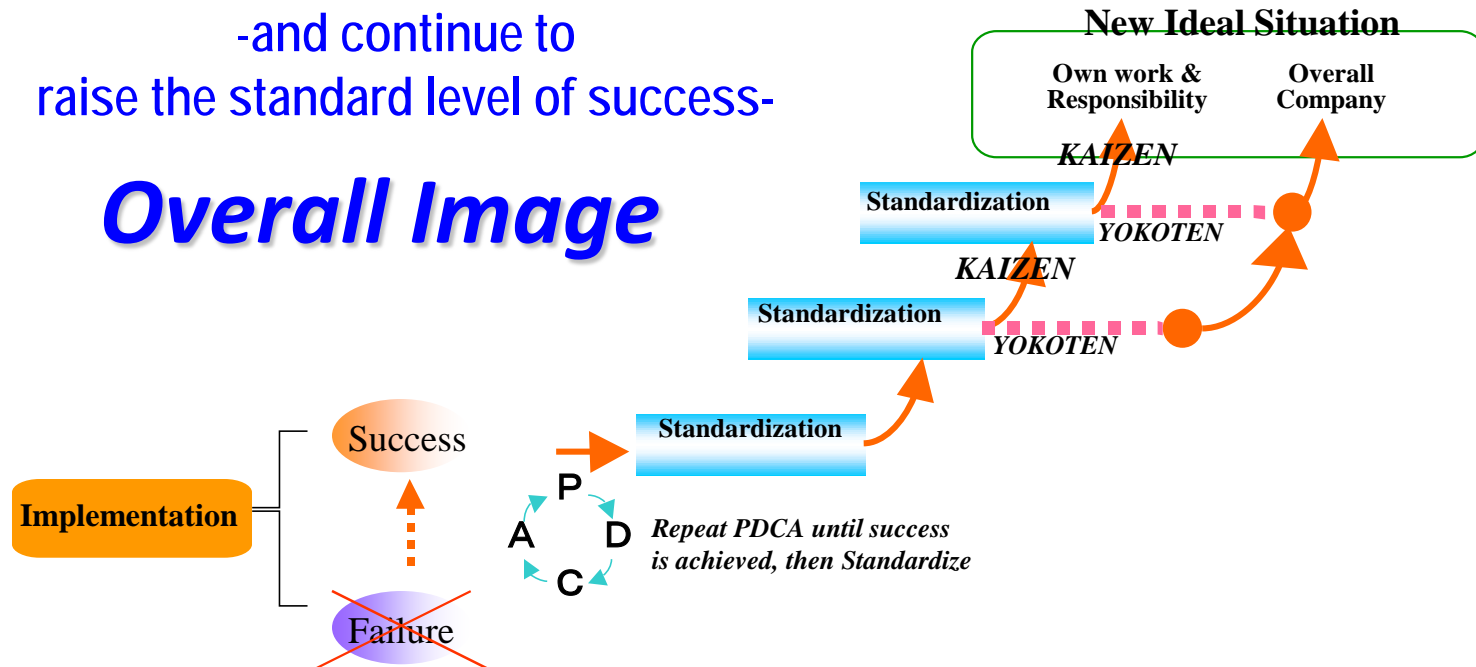 -and continue to
raise the standard level of success-
Overall Image
New Ideal Situation
Own work &
Responsibility
Overall
Company
KAIZEN
Standardization
YOKOTEN
KAIZEN
Standardization
YOKOTEN
Standardization
Success
Implementation
Failure
P
D
C
A
Repeat PDCA until success
is achieved, then Standardize